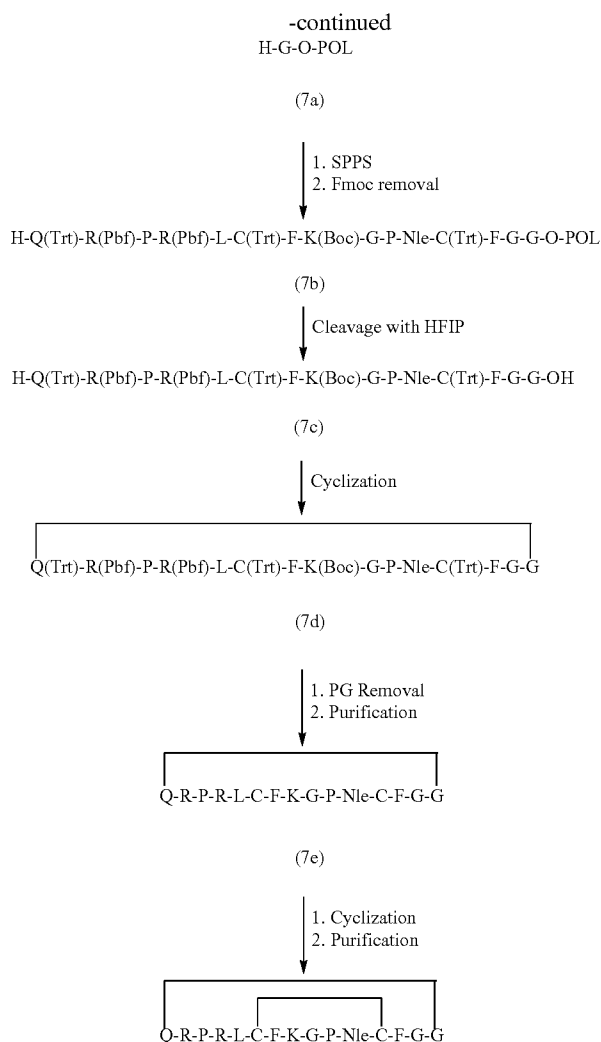 -continued
H-G-O-POL
(7a)
1. SPPS
2. Fmoc removal
H-Q(Trt)-R(Pbf)-P-R(Pbf)-L-C(Trt)-F-K(Boc)-G-P-Nle-C(Trt)-F-G-G-O-POL
(7b)
Cleavage with HFIP
H-Q(Trt)-R(Pbf)-P-R(Pbf)-L-C(Trt)-F-K(Boc)-G-P-Nle-C(Trt)-F-G-G-OH
(7c)
Cyclization
Q(Trt)-R(Pbf)-P-R(Pbf)-L-C(Trt)-F-K(Boc)-G-P-Nle-C(Trt)-F-G-G
(7d)
1. PG Removal
2. Purification
Q-R-P-R-L-C-F-K-G-P-Nle-C-F-G-G
(7e)
1. Cyclization
2. Purification
Q-R-P-R-L-C-F-K-G-P-Nle-C-F-G-G